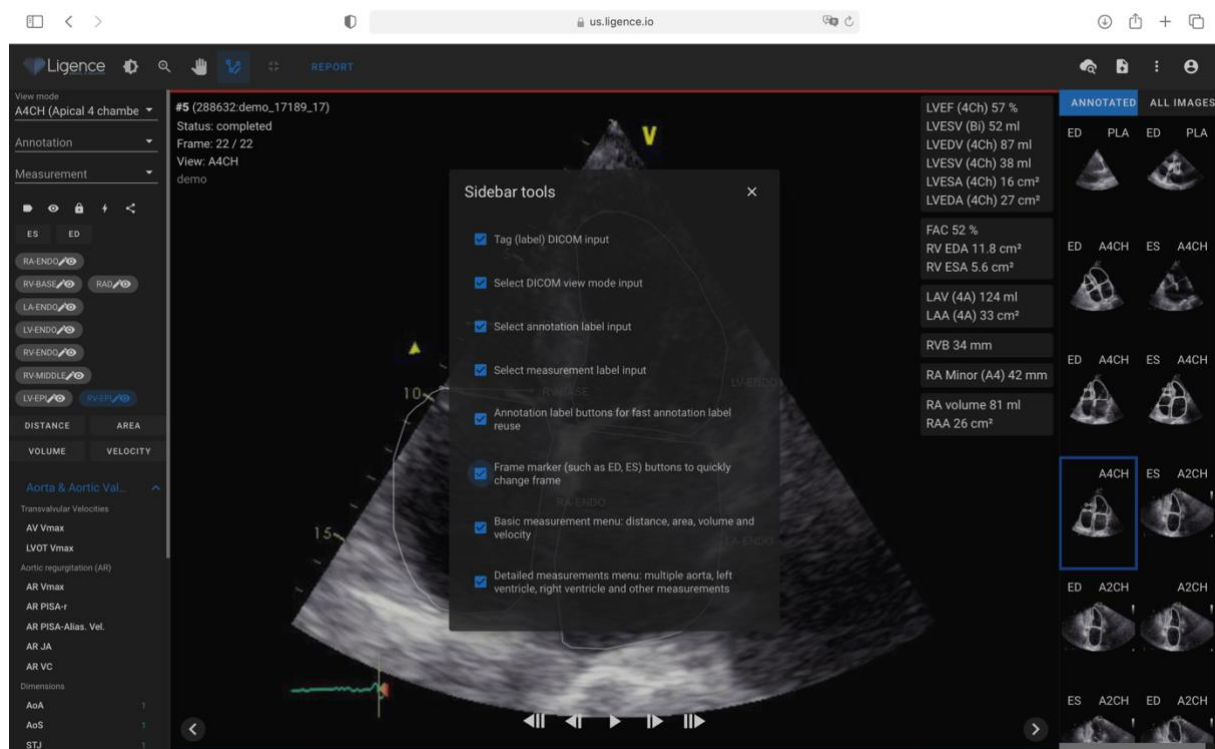 us.ligence.io
Ligence
REPORT
View mode
A4CH (Apical 4 chambe
Annotation
Measurement
ES ED
RA-ENDO
RV-BASE RAD
LA-ENDO
LV-ENDO
RV-ENDO
RV-MIDDLE
LV-EPI RV-EPI
DISTANCE AREA
VOLUME VELOCITY
Aorta & Aortic Val...
Transvalvular Velocities
AV Vmax
LVOT Vmax
Aortic regurgitation (AR)
AR Vmax
AR PISA-r
AR PISA-Alias. Vel.
AR JA
AR VC
Dimensions
AoA 1
AoS 1
STJ
#5 (288632:demo_17189_17)
Status: completed
Frame: 22 / 22
View: A4CH
demo
V
10
15
Sidebar tools
Tag (label) DICOM input
Select DICOM view mode input
Select annotation label input
Select measurement label input
RV-BASE
LV-ENDO
Annotation label buttons for fast annotation label
reuse
Frame marker (such as ED, ES) buttons to quickly
change frame
RA-ENDO
Basic measurement menu: distance, area, volume and
velocity
LA-ENDO
Detailed measurements menu: multiple aorta, left
ventricle, right ventricle and other measurements
LVEF (4Ch) 57 %
LVESV (Bi) 52 ml
LVEDV (4Ch) 87 ml
LVESV (4Ch) 38 ml
LVESA (4Ch) 16 cm²
LVEDA (4Ch) 27 cm²
FAC 52 %
RV EDA 11.8 cm²
RV ESA 5.6 cm²
LAV (4A) 124 ml
LAA (4A) 33 cm²
RVB 34 mm
RA Minor (A4) 42 mm
RA volume 81 ml
RAA 26 cm²
ANNOTATED ALL IMAGES
ED PLA ED PLA
ED A4CH ES A4CH
ED A4CH ES A4CH
A4CH ES A2CH
ED A2CH A2CH
ES A2CH ED A2CH